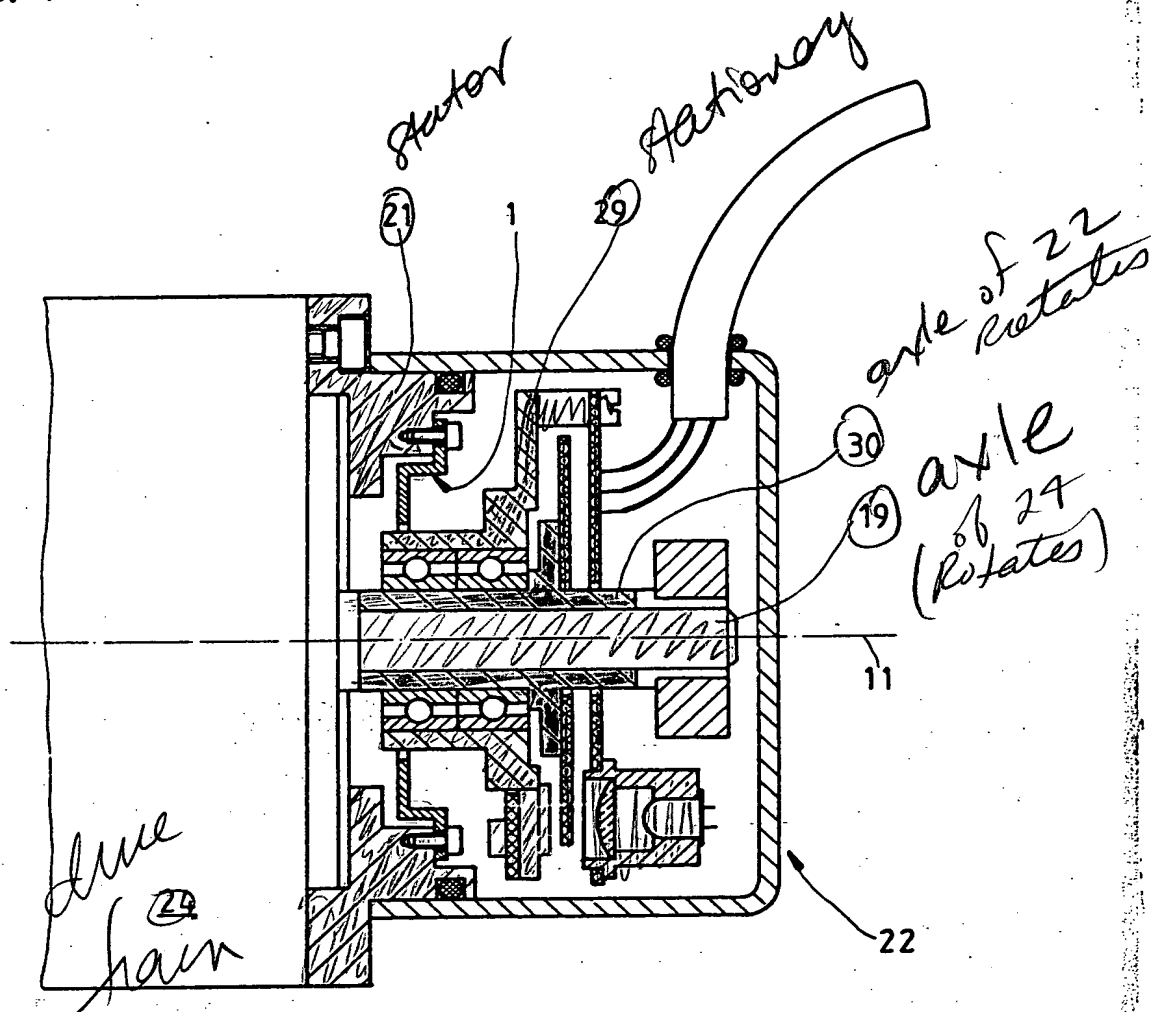 stator
stationary
21
1
29
axle of 22
Rotates
30
axle
of 24
(Rotates)
19
11
drive
24
train
22